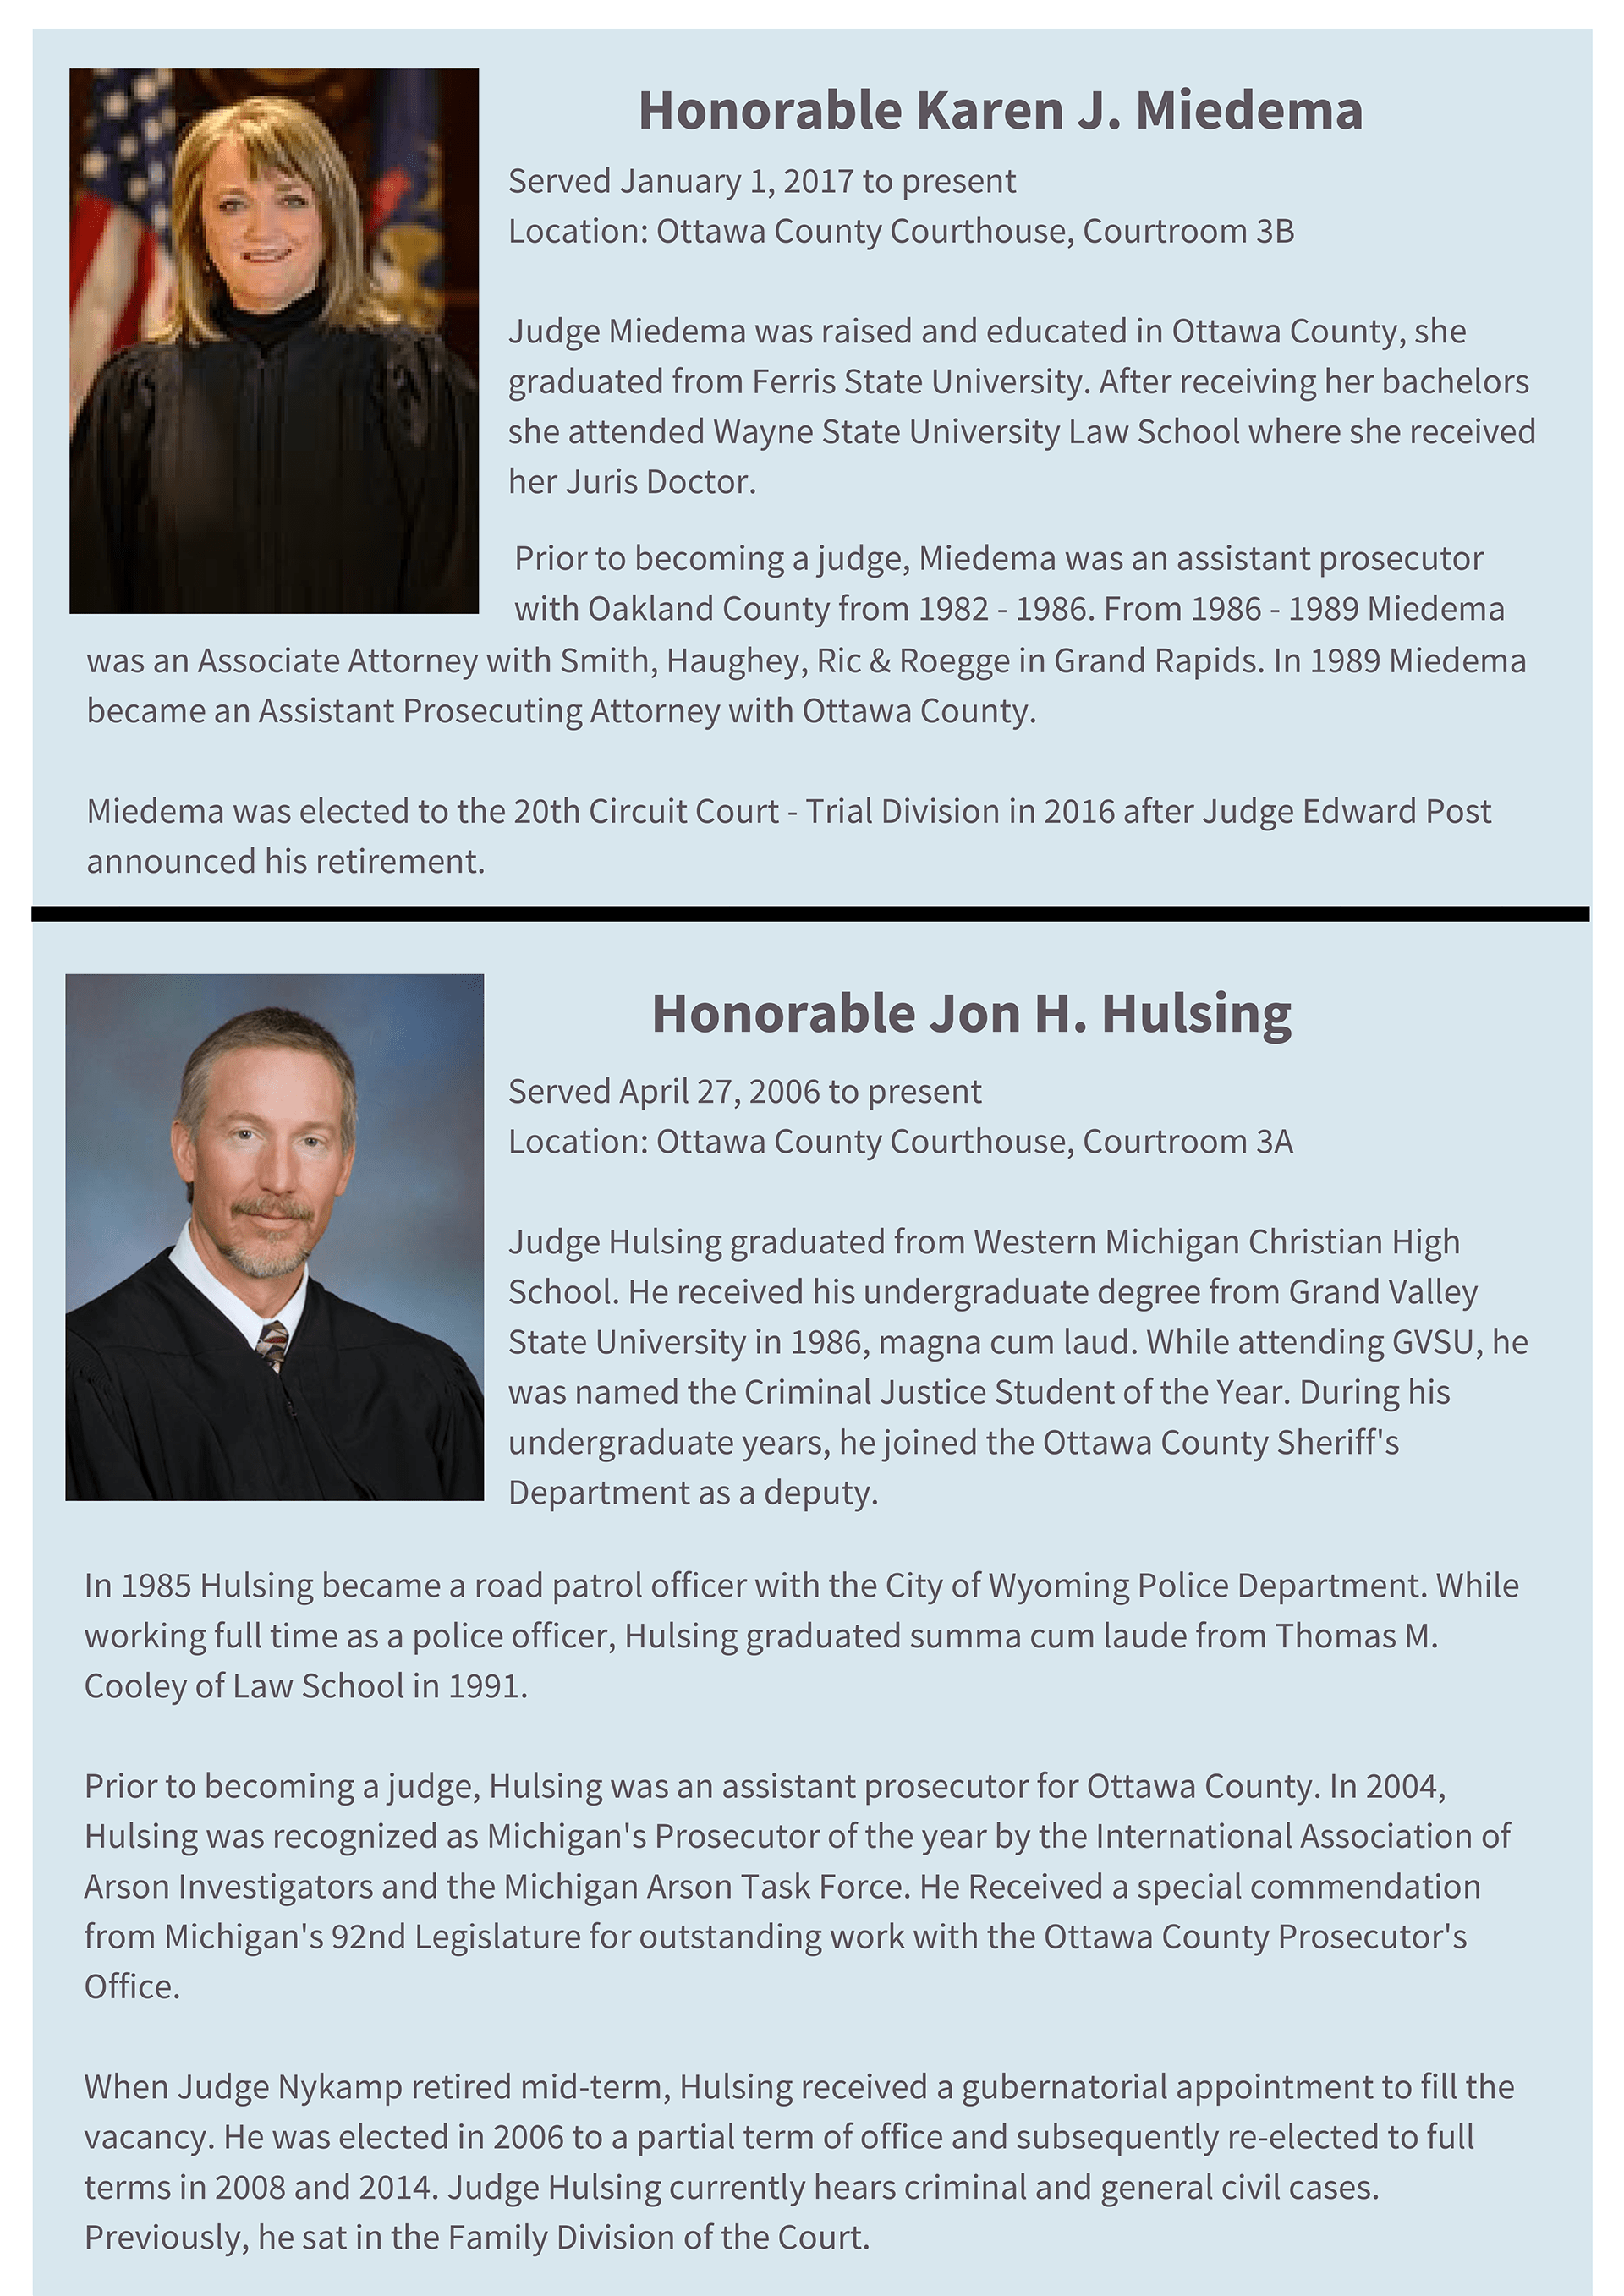 Honorable Karen J. Miedema
Served January 1, 2017 to present
Location: Ottawa County Courthouse, Courtroom 3B
Judge Miedema was raised and educated in Ottawa County, she
graduated from Ferris State University. After receiving her bachelors
she attended Wayne State University Law School where she received
her Juris Doctor.
Prior to becoming a judge, Miedema was an assistant prosecutor
with Oakland County from 1982 - 1986. From 1986 - 1989 Miedema
was an Associate Attorney with Smith, Haughey, Ric & Roegge in Grand Rapids. In 1989 Miedema
became an Assistant Prosecuting Attorney with Ottawa County.
Miedema was elected to the 20th Circuit Court - Trial Division in 2016 after Judge Edward Post
announced his retirement.
Honorable Jon H. Hulsing
Served April 27, 2006 to present
Location: Ottawa County Courthouse, Courtroom 3A
Judge Hulsing graduated from Western Michigan Christian High
School. He received his undergraduate degree from Grand Valley
State University in 1986, magna cum laud. While attending GVSU, he
was named the Criminal Justice Student of the Year. During his
undergraduate years, he joined the Ottawa County Sheriff's
Department as a deputy.
In 1985 Hulsing became a road patrol officer with the City of Wyoming Police Department. While
working full time as a police officer, Hulsing graduated summa cum laude from Thomas M.
Cooley of Law School in 1991.
Prior to becoming a judge, Hulsing was an assistant prosecutor for Ottawa County. In 2004,
Hulsing was recognized as Michigan's Prosecutor of the year by the International Association of
Arson Investigators and the Michigan Arson Task Force. He Received a special commendation
from Michigan's 92nd Legislature for outstanding work with the Ottawa County Prosecutor's
Office.
When Judge Nykamp retired mid-term, Hulsing received a gubernatorial appointment to fill the
vacancy. He was elected in 2006 to a partial term of office and subsequently re-elected to full
terms in 2008 and 2014. Judge Hulsing currently hears criminal and general civil cases.
Previously, he sat in the Family Division of the Court.